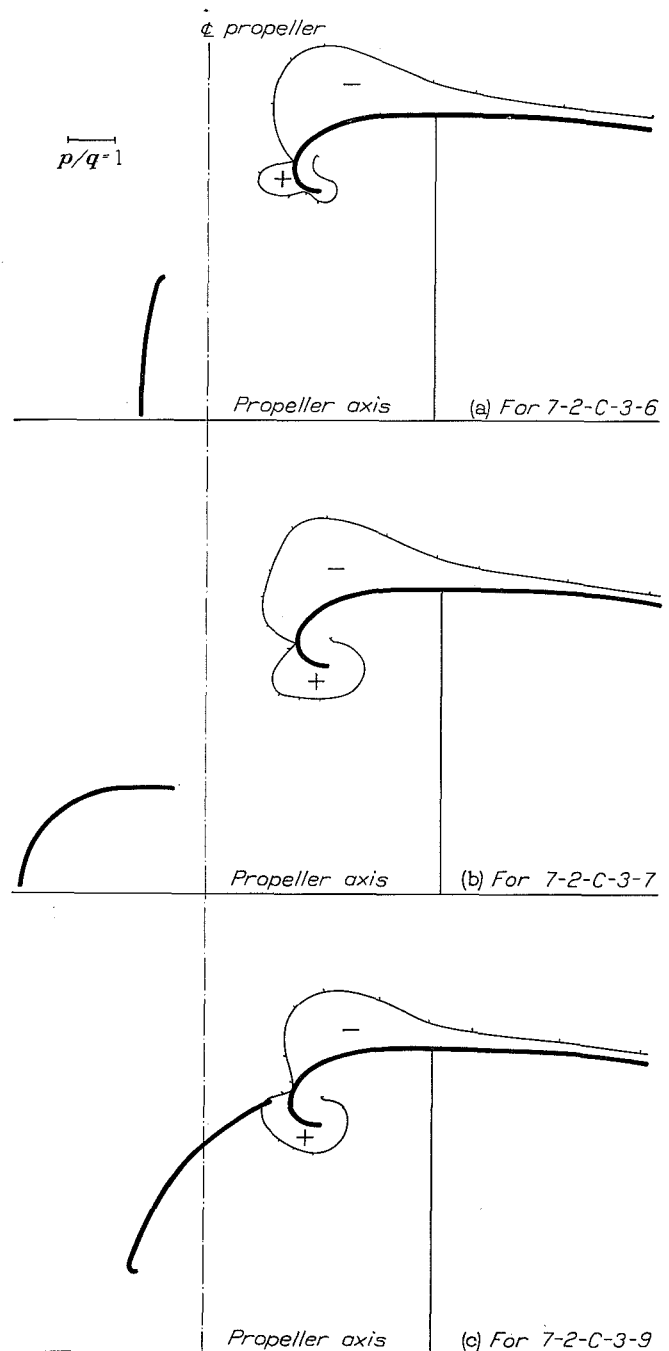 ℄ propeller
−
p/q=1
+
Propeller axis
(a) For 7-2-C-3-6
−
+
Propeller axis
(b) For 7-2-C-3-7
−
+
Propeller axis
(c) For 7-2-C-3-9